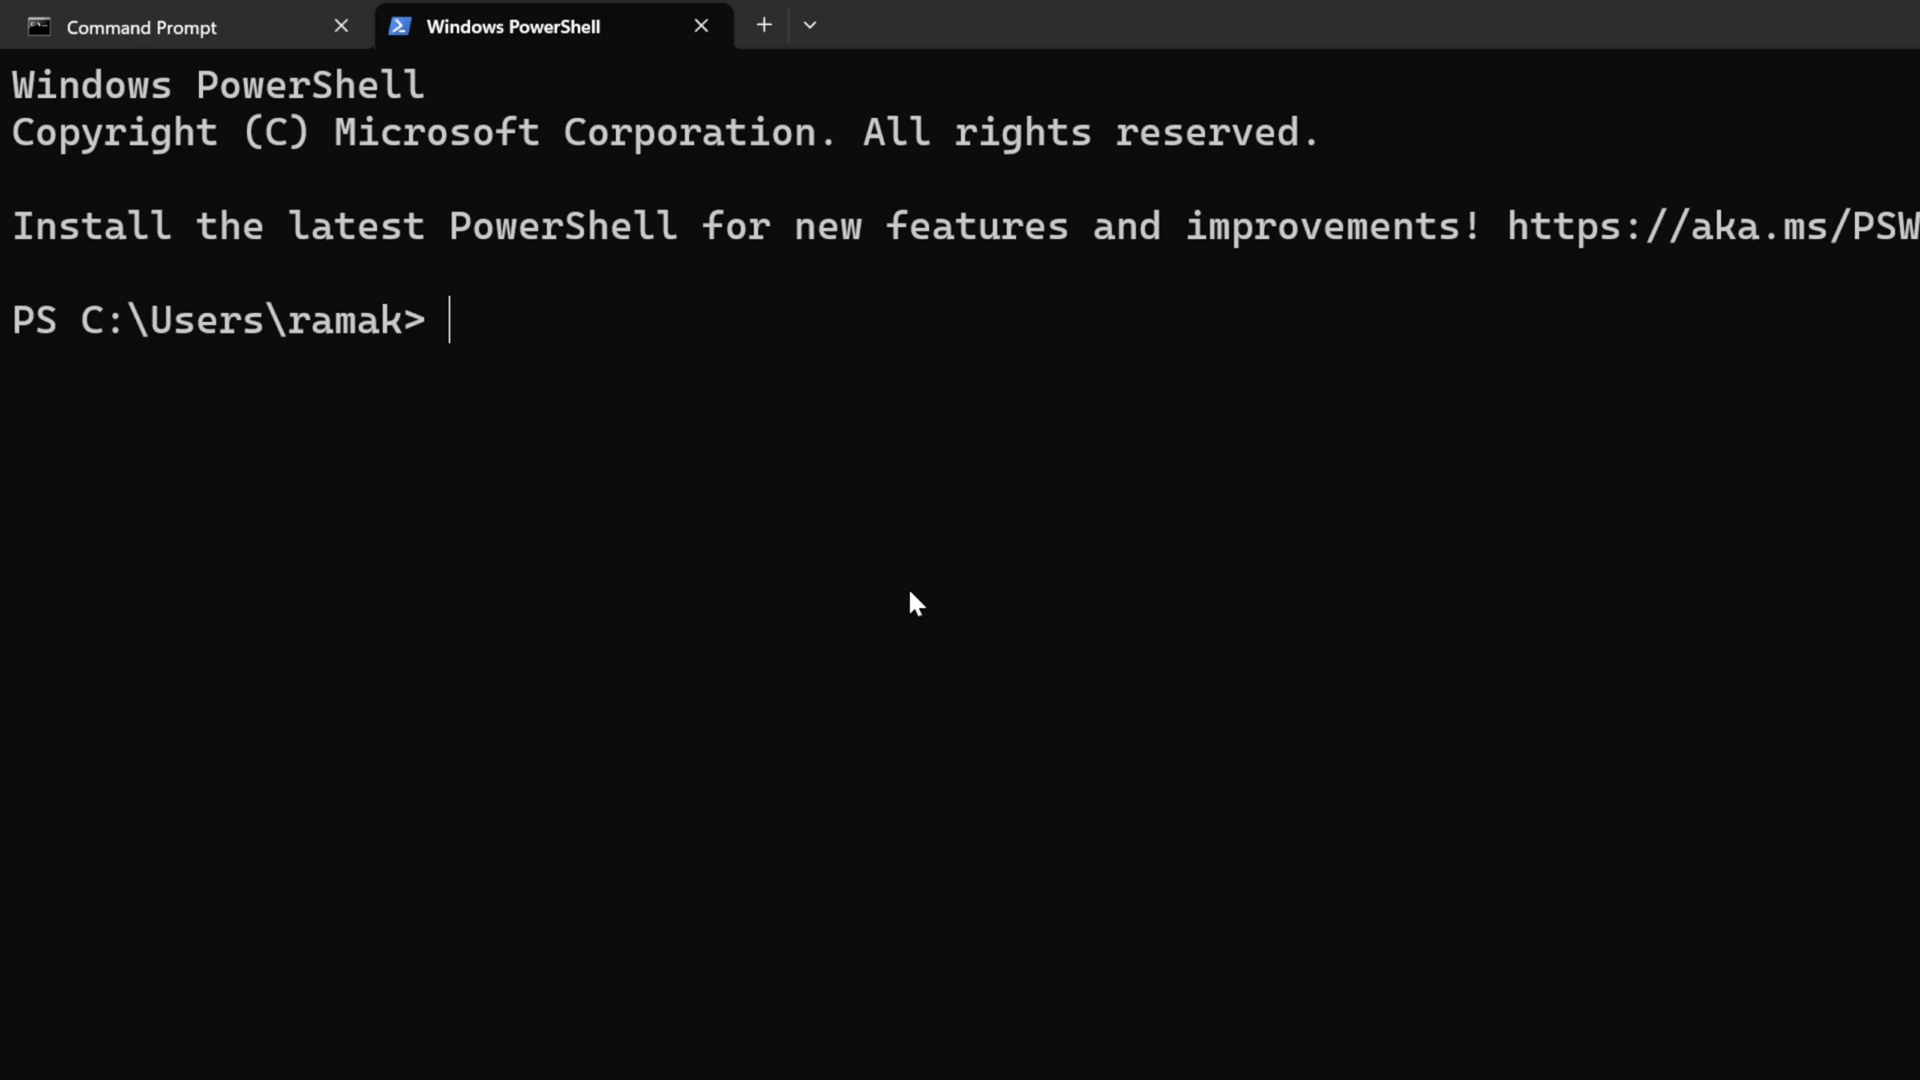 Command Prompt
Windows PowerShell
Windows PowerShell
Copyright (C) Microsoft Corporation. All rights reserved.
Install the latest PowerShell for new features and improvements! https://aka.ms/PSW
PS C:\Users\ramak>